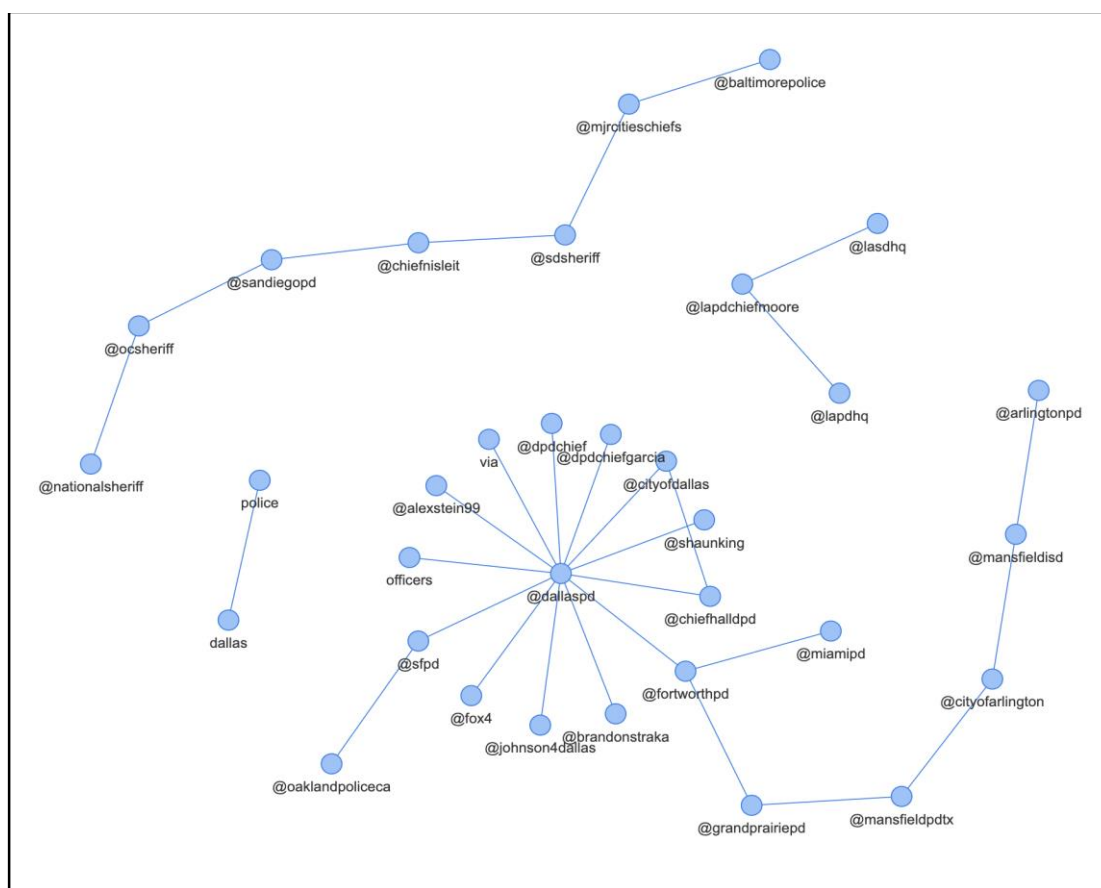 @baltimorepolice
@mjrcitieschiefs
@lasdhq
@sdsheriff
@chiefnisleit
@sandiegopd
@lapdchiefmoore
@ocsheriff
@lapdhq
@arlingtonpd
@dpdchief
@dpdchiefgarcia
via
@cityofdallas
@nationalsheriff
police
@alexstein99
@shaunking
@mansfieldisd
officers
@dallaspd
@chiefhalldpd
dallas
@miamipd
@sfpd
@fortworthpd
@cityofarlington
@fox4
@brandonstraka
@johnson4dallas
@oaklandpoliceca
@mansfieldpdtx
@grandprairiepd